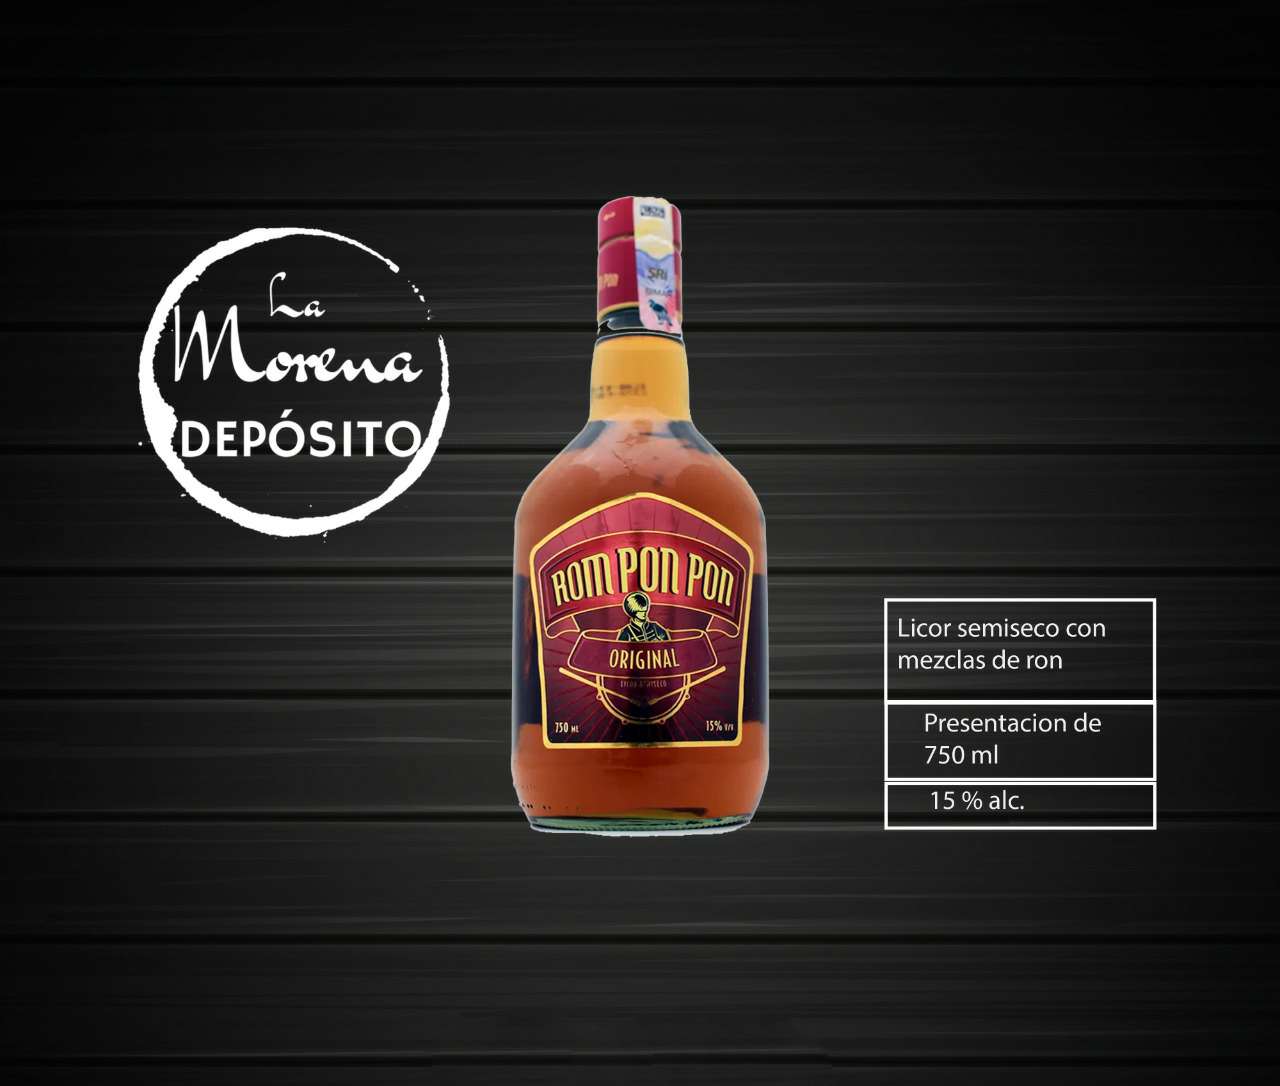 La
Morena
DEPÓSITO
SRi
ROM PON PON
ORIGINAL
750 ML
15% V/V
Licor semiseco con
mezclas de ron
Presentacion de
750 ml
15 % alc.